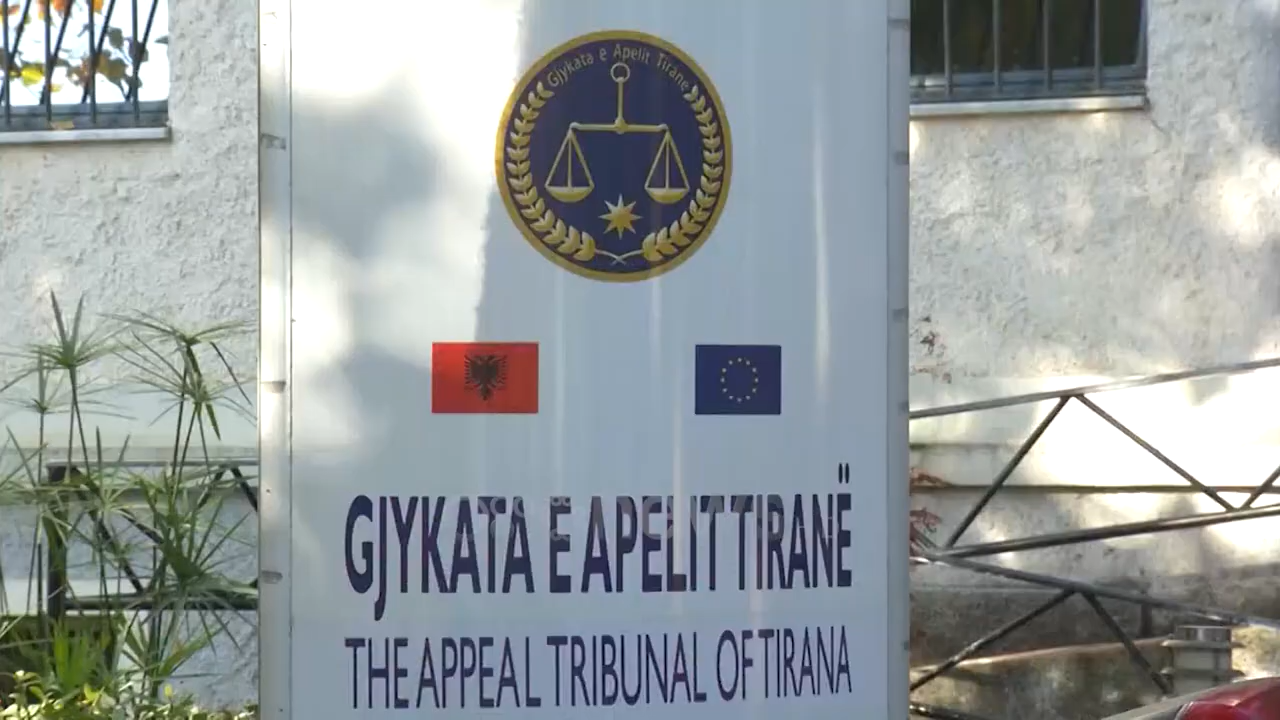 Gjykata e Apelit Tiranë
GJYKATA E APELIT TIRANË
THE APPEAL TRIBUNAL OF TIRANA